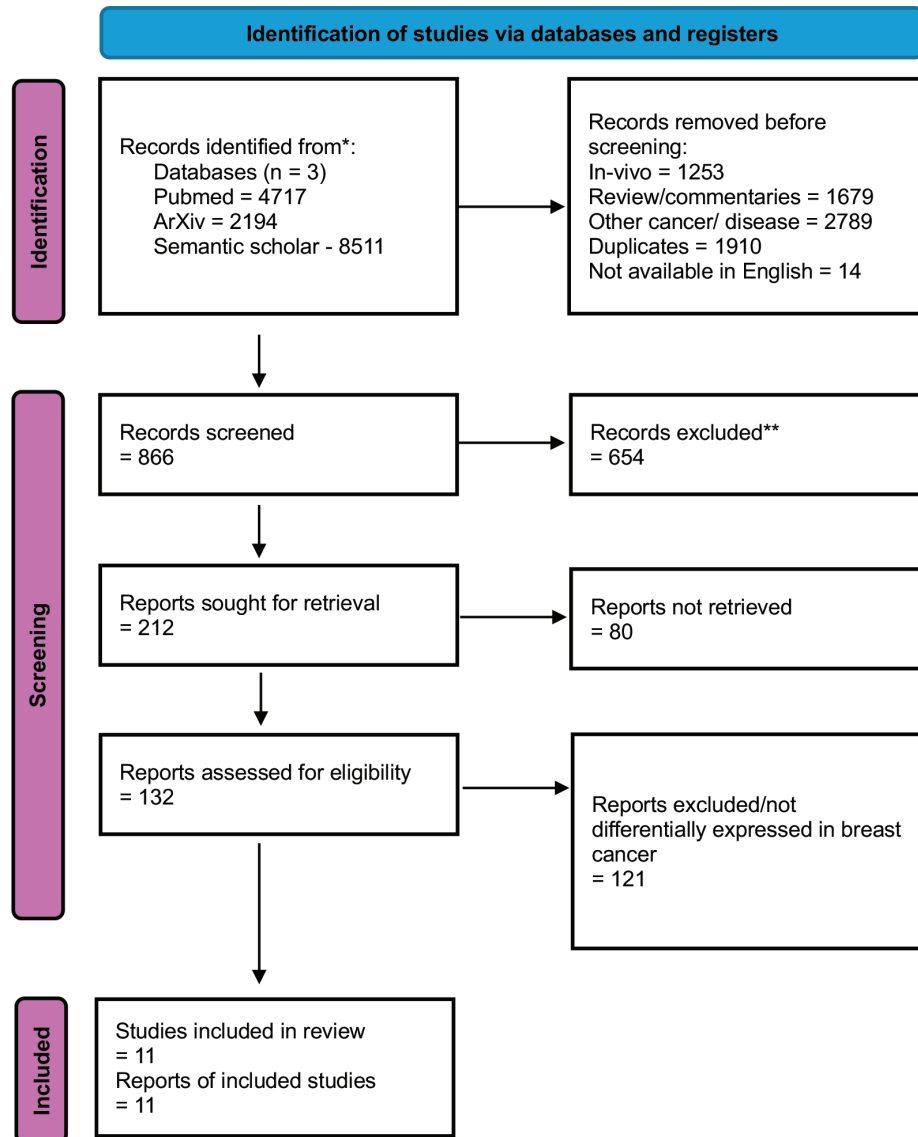 Identification of studies via databases and registers
Identification
Records identified from*:
Databases (n = 3)
Pubmed = 4717
ArXiv = 2194
Semantic scholar - 8511
Records removed before
screening:
In-vivo = 1253
Review/commentaries = 1679
Other cancer/ disease = 2789
Duplicates = 1910
Not available in English = 14
Screening
Records screened
= 866
Records excluded**
= 654
Reports sought for retrieval
= 212
Reports not retrieved
= 80
Reports assessed for eligibility
= 132
Reports excluded/not
differentially expressed in breast
cancer
= 121
Included
Studies included in review
= 11
Reports of included studies
= 11